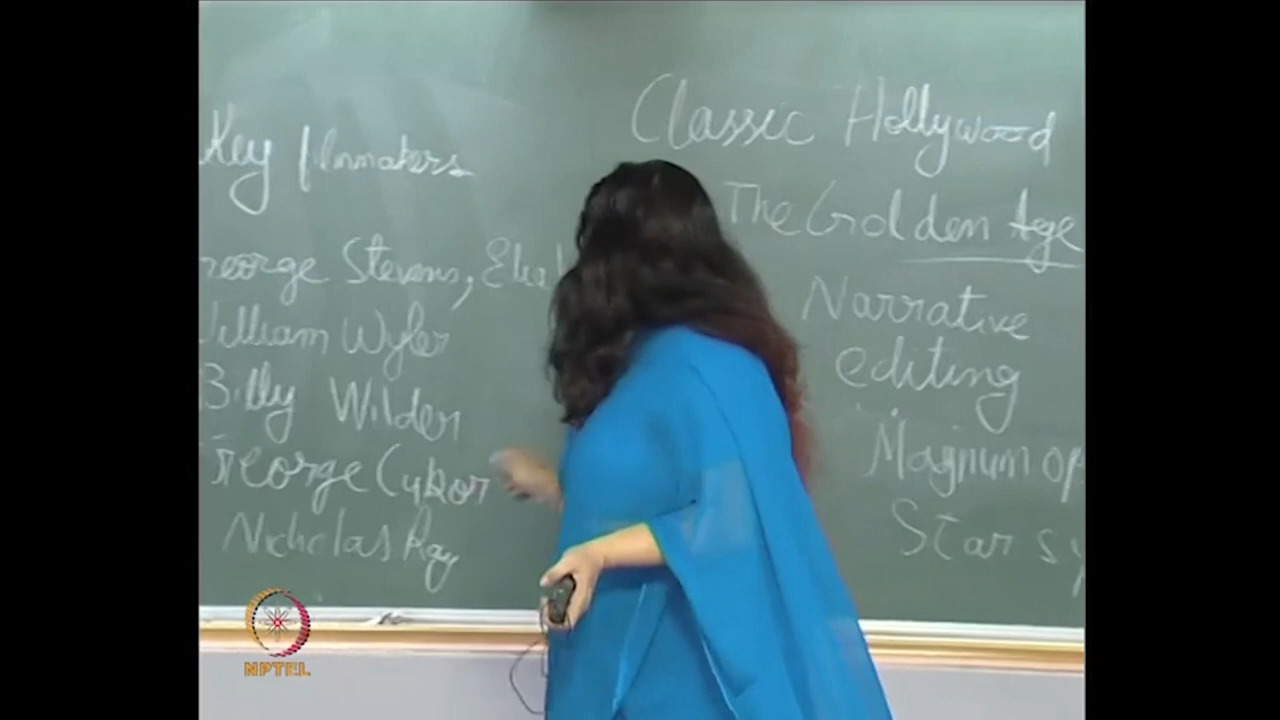 Key filmmakers
George Stevens, Elia
William Wyler
Billy Wilder
George Cukor
Nicholas Ray
Classic Hollywood
The Golden Age
Narrative
editing
Magnum op
Star sy
NPTEL